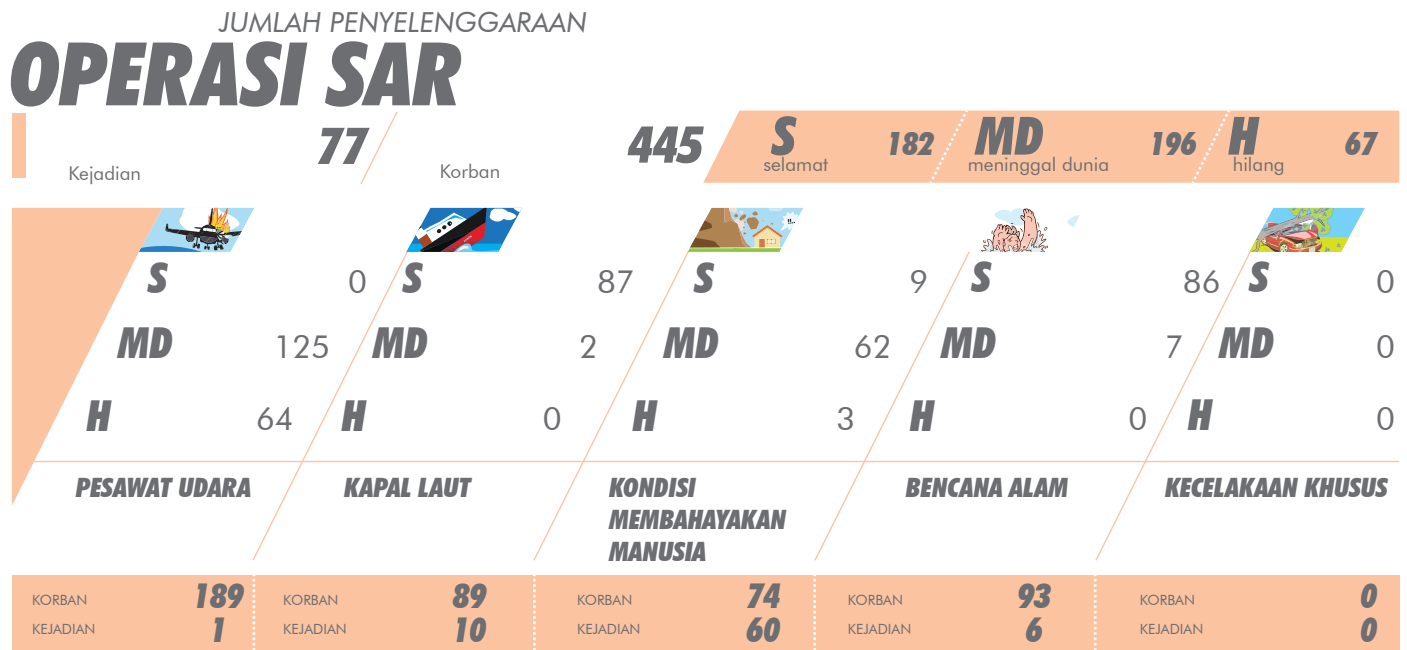 JUMLAH PENYELENGGARAAN
OPERASI SAR
Kejadian 77 Korban 445 S selamat 182 MD meninggal dunia 196 H hilang 67
!!..
S 0 S 87 S 9 S 86 S 0
MD 125 MD 2 MD 62 MD 7 MD 0
H 64 H 0 H 3 H 0 H 0
PESAWAT UDARA KAPAL LAUT KONDISI MEMBAHAYAKAN MANUSIA BENCANA ALAM KECELAKAAN KHUSUS
KORBAN 189 KORBAN 89 KORBAN 74 KORBAN 93 KORBAN 0
KEJADIAN 1 KEJADIAN 10 KEJADIAN 60 KEJADIAN 6 KEJADIAN 0